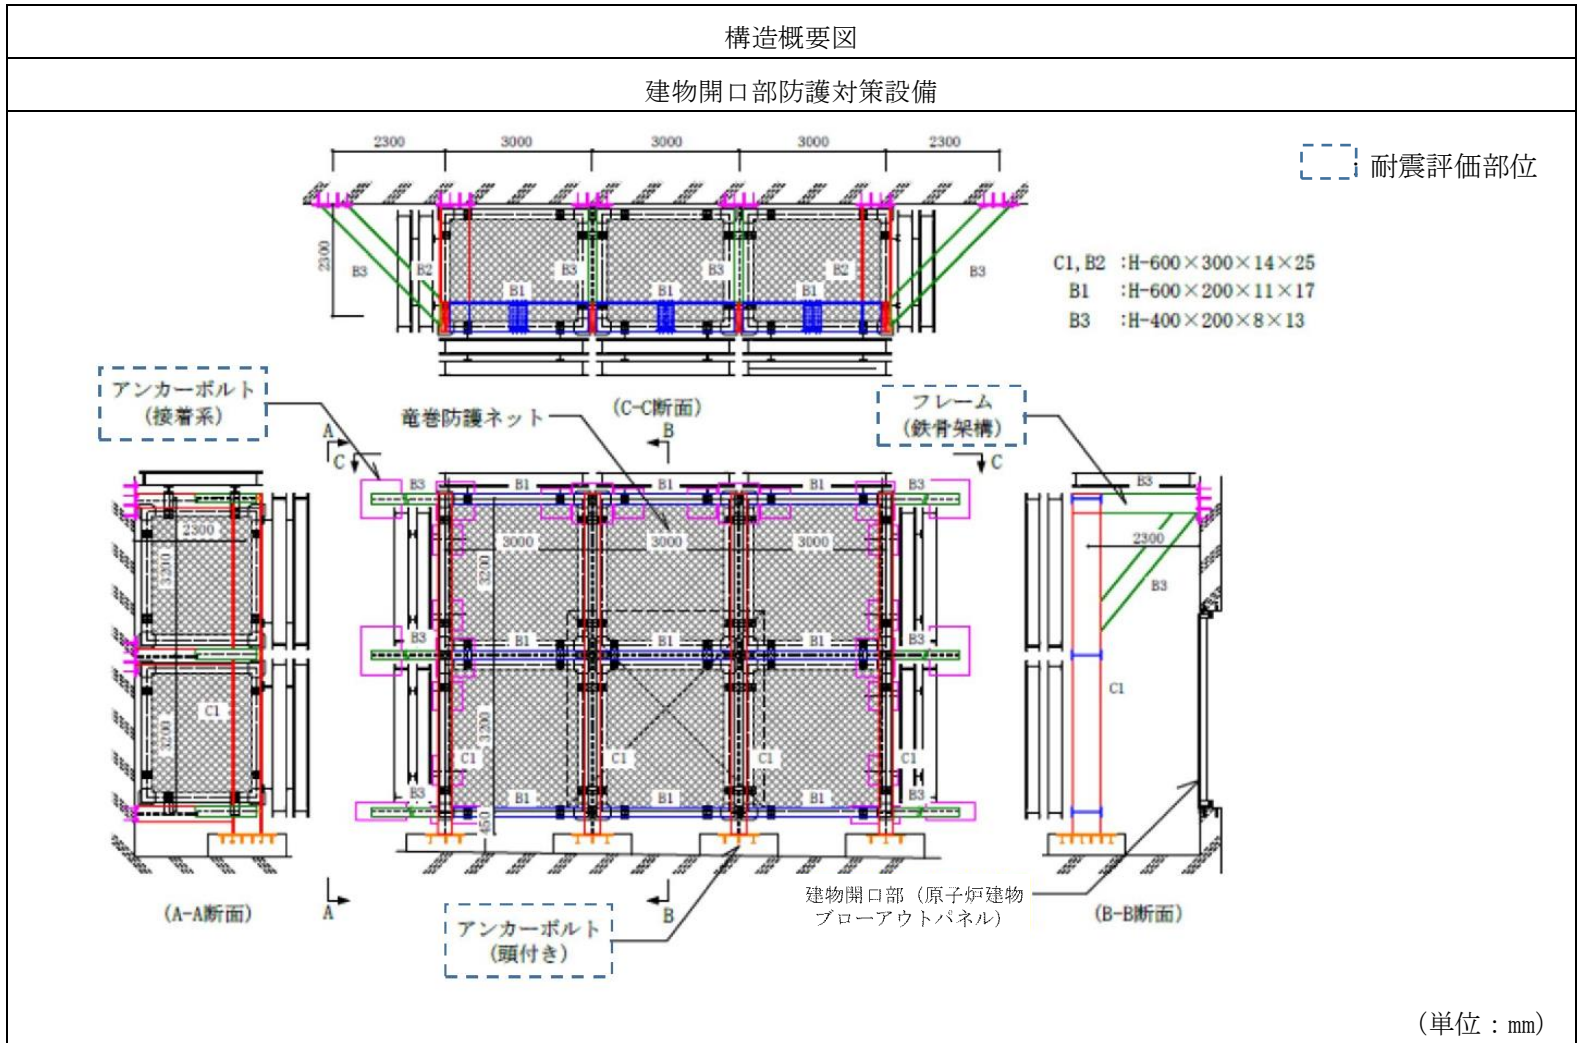 構造概要図
建物開口部防護対策設備
2300 3000 3000 3000 2300
: 耐震評価部位
2300
B3 B2 B3 B3 B2 B3
B1 B1 B1
C1, B2 :H-600×300×14×25
B1 :H-600×200×11×17
B3 :H-400×200×8×13
アンカーボルト
(接着系)
竜巻防護ネット
(C-C断面)
フレーム
(鉄骨架構)
A
B
C
C
B3 B1 B1 B1 B3
B3
2300
3000 3000 3000
2300
3200
3200
B3
B3 B1 B1 B1 B3
C1
C1
3200
3200
C1 C1 C1 C1
B3 B1 B1 B1 B3
450
(A-A断面)
A
B
アンカーボルト
(頭付き)
建物開口部(原子炉建物
ブローアウトパネル)
(B-B断面)
(単位:mm)